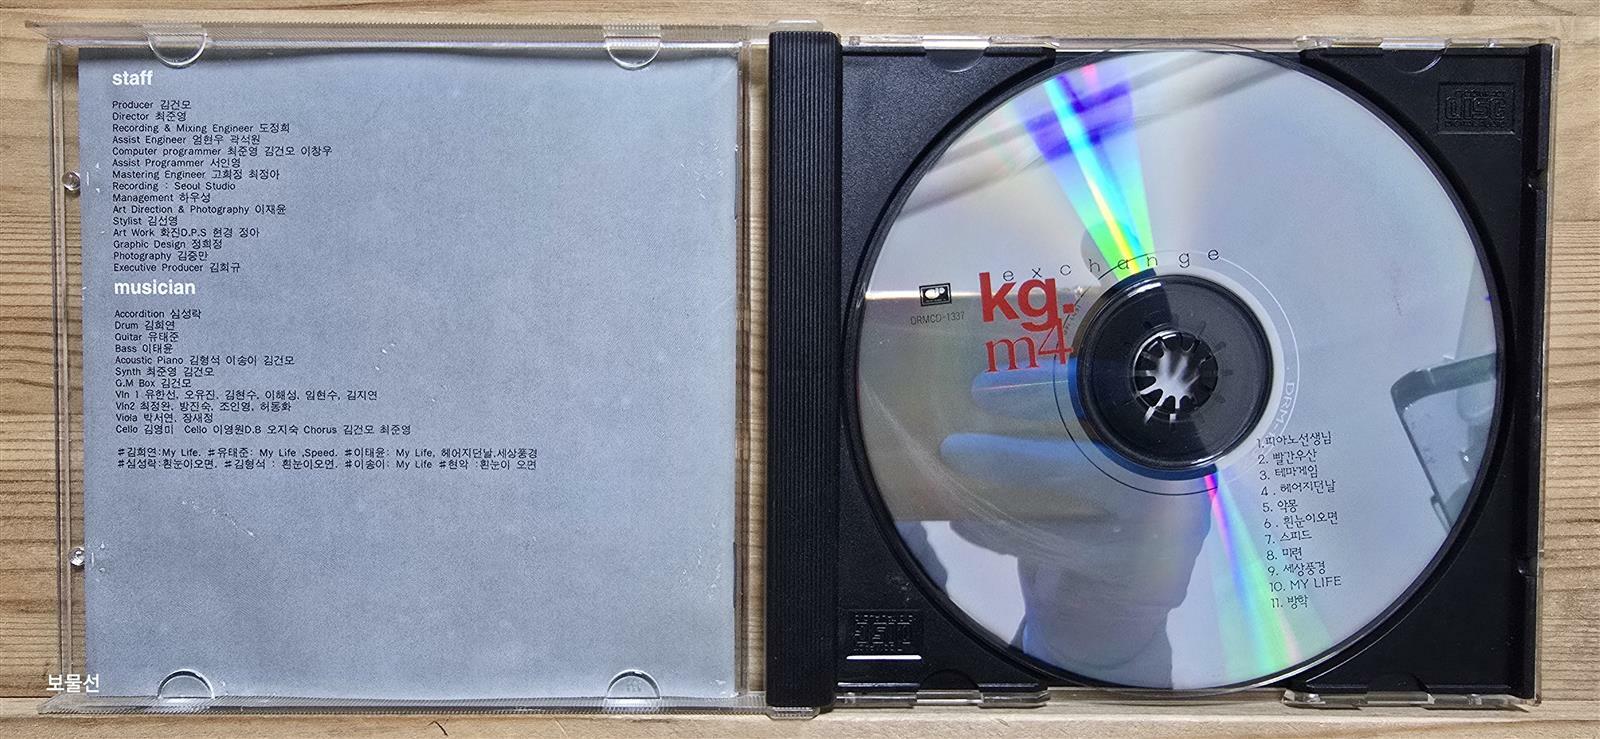 staff
Producer 김건모
Director 최준영
Recording & Mixing Engineer 도정희
Assist Engineer 엄현우 곽석원
Computer programmer 최준영 김건모 이창우
Assist Programmer 서인영
Mastering Engineer 고희정 최정아
Recording : Seoul Studio
Management 하우성
Art Direction & Photography 이재윤
Stylist 김선영
Art Work 화진D.P.S 현경 정아
Graphic Design 정희정
Photography 김중만
Executive Producer 김희규
musician
Accordition 심성락
Drum 김희연
Guitar 유태준
Bass 이태윤
Acoustic Piano 김형석 이송아 김건모
Synth 최준영 김건모
G.M Box 김건모
Vln 1 유한선, 오유진, 김현수, 이해성, 임현수, 김지연
Vln2 최정완, 방진숙, 조인영, 허동화
Viola 박서연, 장새정
Cello 김영미 Cello 이영원D.B 오지숙 Chorus 김건모 최준영
#김희연:My Life. #유태준: My Life ,Speed. #이태윤: My Life, 헤어지던날,세상풍경
#심성락:흰눈이오면. #김형석 : 흰눈이오면. #이송이: My Life #현악 :흰눈이 오면
보물선
exchange
kg.
m4
DRMCD-1337
1.피아노선생님
2. 빨간우산
3. 테마게임
4 . 헤어지던날
5. 악몽
6 . 흰눈이오면
7. 스피드
8. 미련
9. 세상풍경
10. MY LIFE
11. 방학